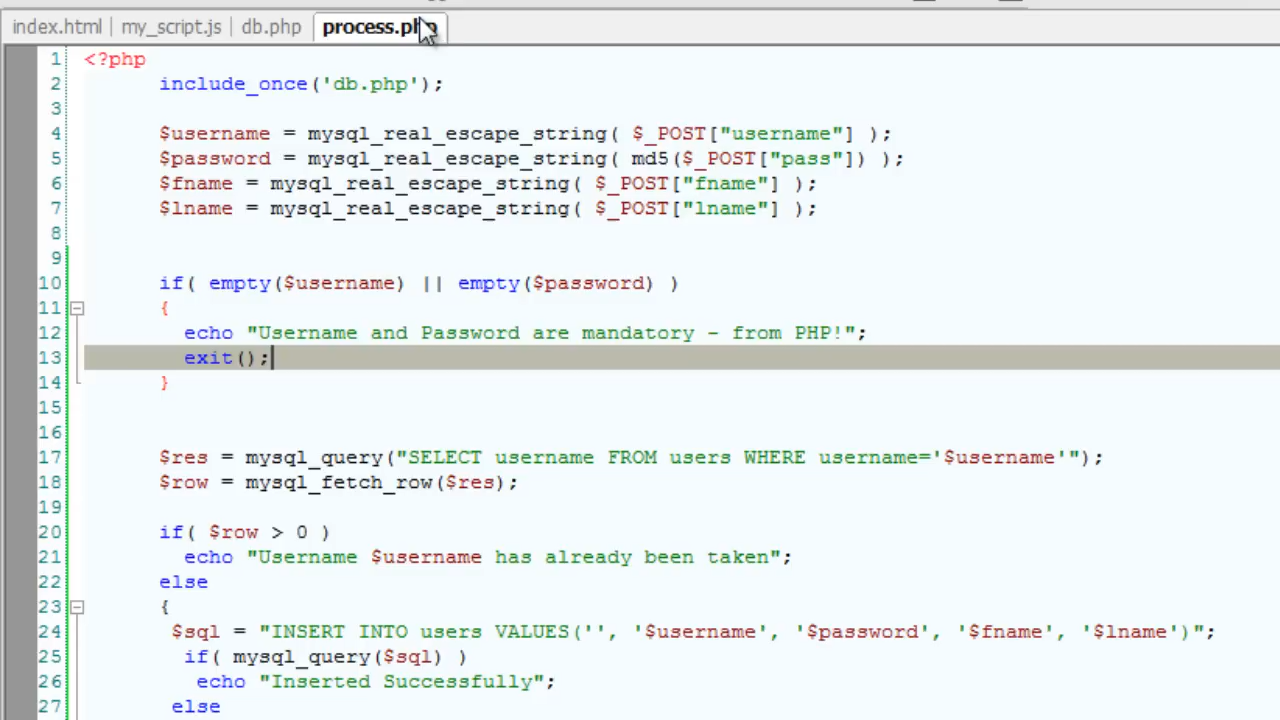 index.html my_script.js db.php process.php
1 <?php
2 include_once('db.php');
3
4 $username = mysql_real_escape_string( $_POST["username"] );
5 $password = mysql_real_escape_string( md5($_POST["pass"]) );
6 $fname = mysql_real_escape_string( $_POST["fname"] );
7 $lname = mysql_real_escape_string( $_POST["lname"] );
8
9
10 if( empty($username) || empty($password) )
11 {
12 echo "Username and Password are mandatory - from PHP!";
13 exit();
14 }
15
16
17 $res = mysql_query("SELECT username FROM users WHERE username='$username'");
18 $row = mysql_fetch_row($res);
19
20 if( $row > 0 )
21 echo "Username $username has already been taken";
22 else
23 {
24 $sql = "INSERT INTO users VALUES('', '$username', '$password', '$fname', '$lname')";
25 if( mysql_query($sql) )
26 echo "Inserted Successfully";
27 else